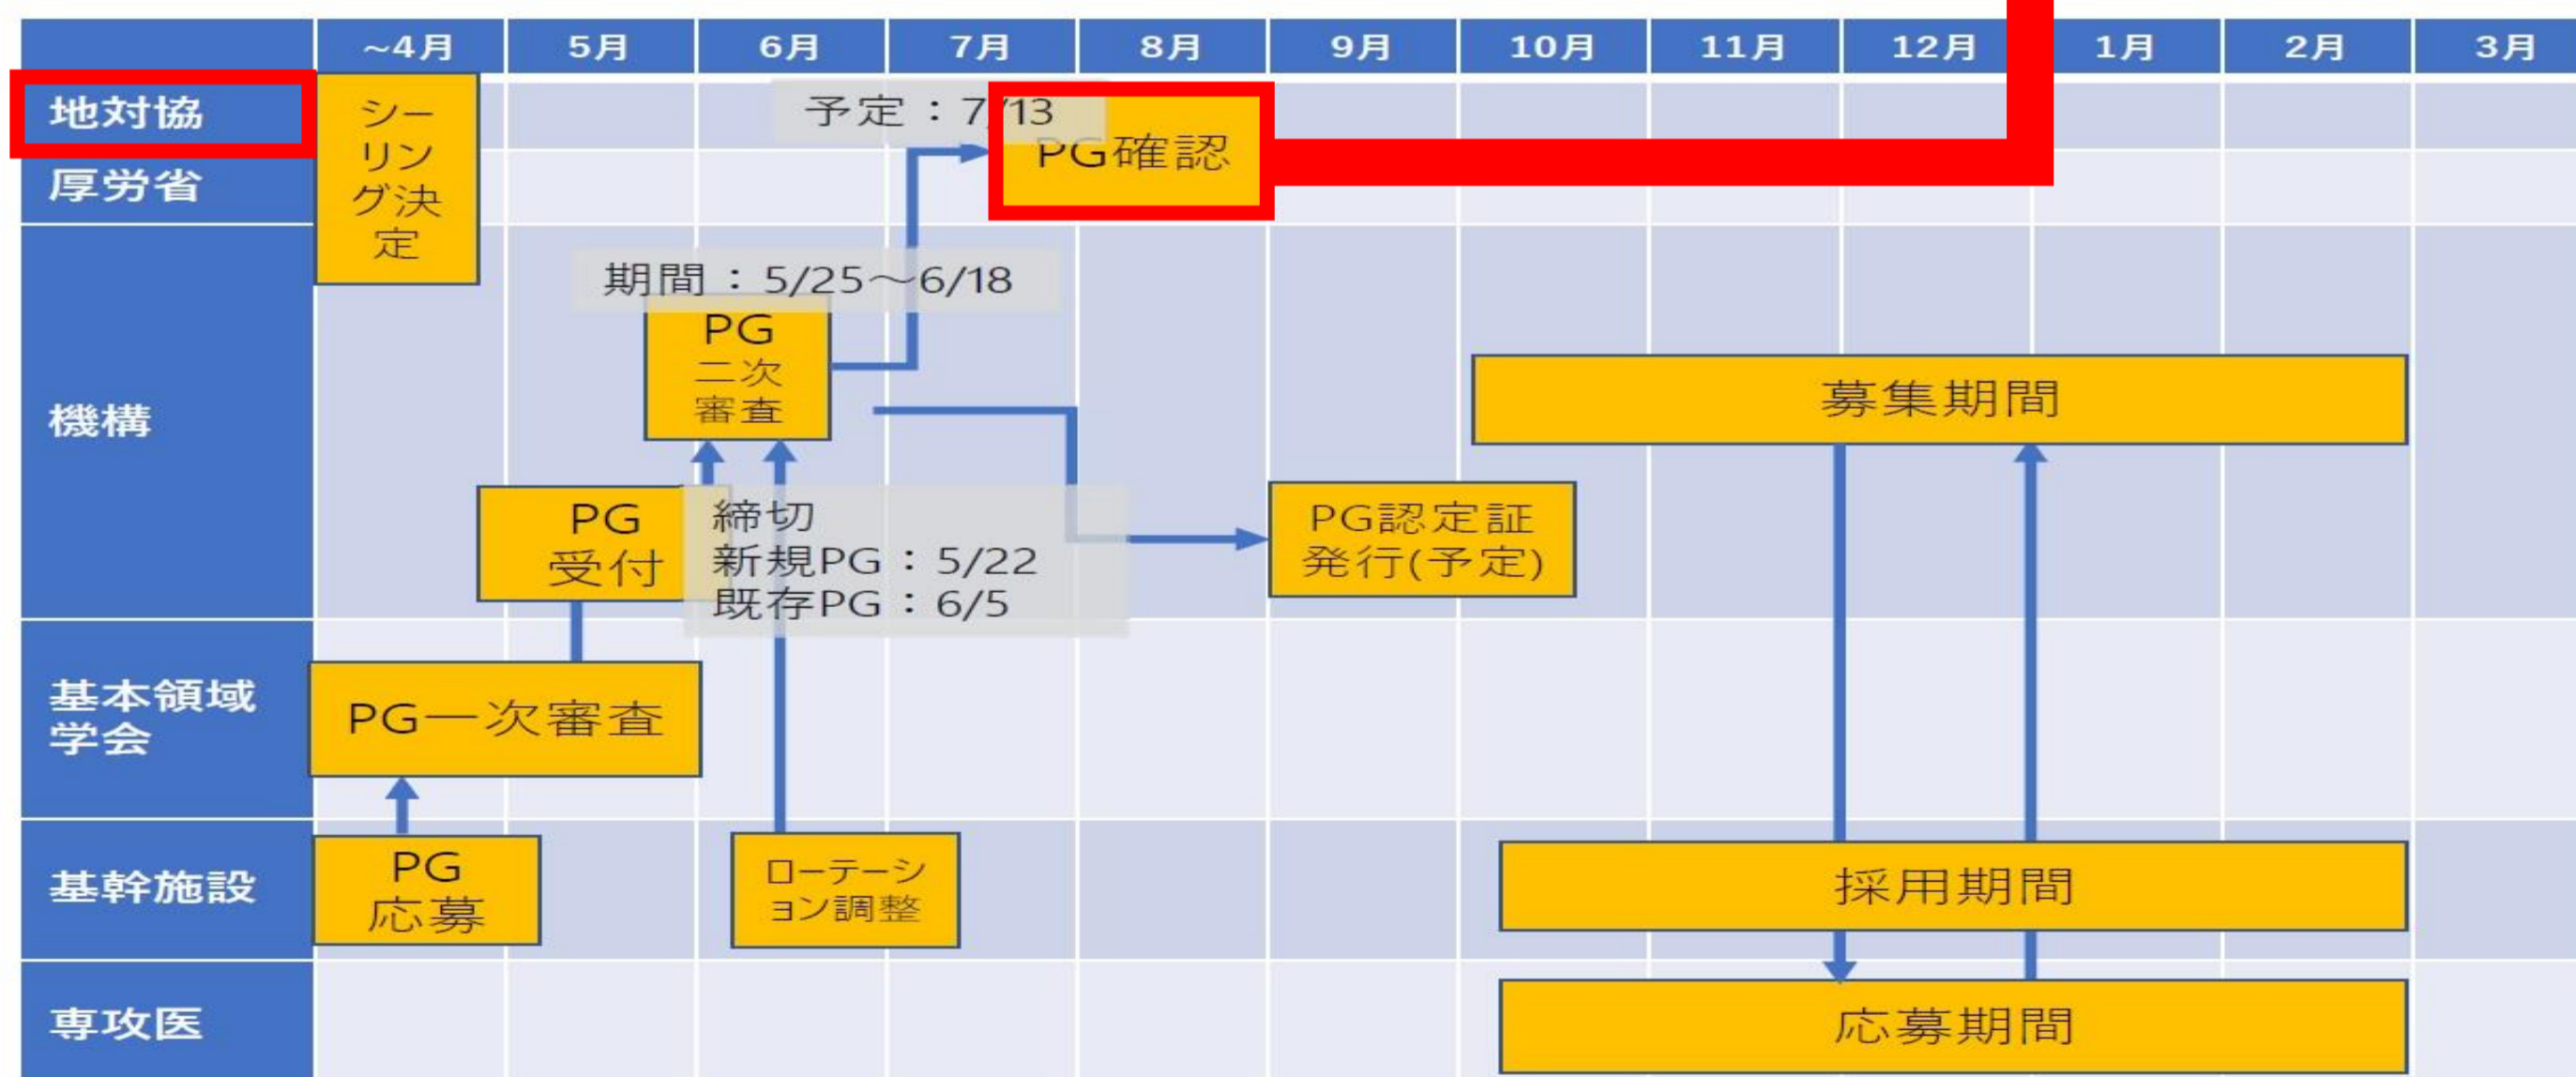 ~4月 5月 6月 7月 8月 9月 10月 11月 12月 1月 2月 3月
地対協
厚労省
シー
リン
グ決
定
予定：7/13
PG確認
機構
期間：5/25～6/18
PG
二次
審査
募集期間
PG
受付
締切
新規PG：5/22
既存PG：6/5
PG認定証
発行(予定)
基本領域
学会
PG一次審査
基幹施設
PG
応募
ローテーシ
ョン調整
採用期間
専攻医
応募期間